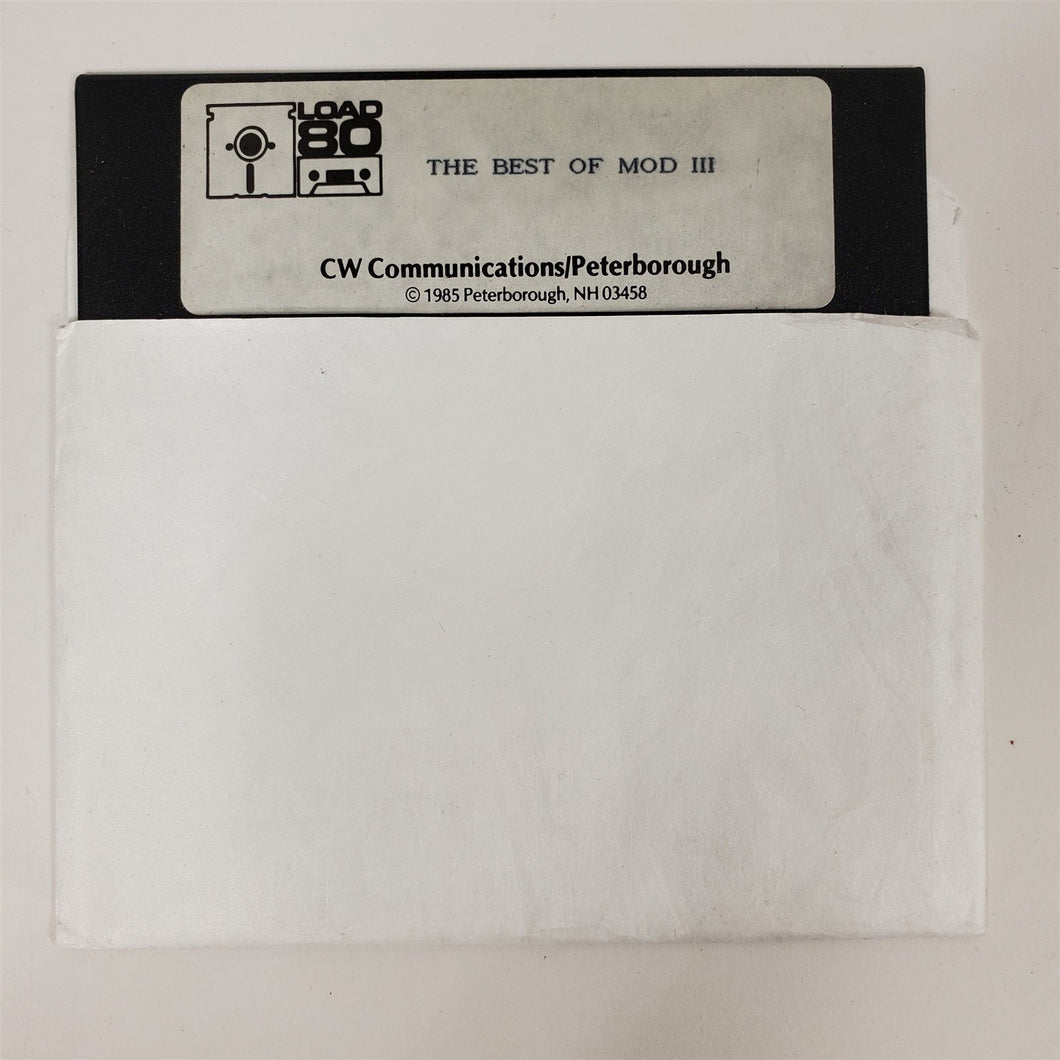 LOAD
80
THE BEST OF MOD III
CW Communications/Peterborough
© 1985 Peterborough, NH 03458